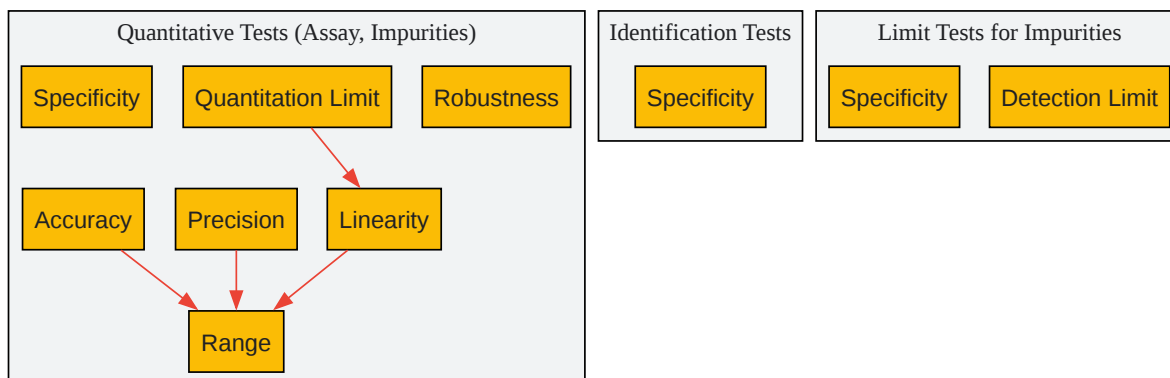 Quantitative Tests (Assay, Impurities)
Specificity
Quantitation Limit
Robustness
Accuracy
Precision
Linearity
Range
Identification Tests
Specificity
Limit Tests for Impurities
Specificity
Detection Limit